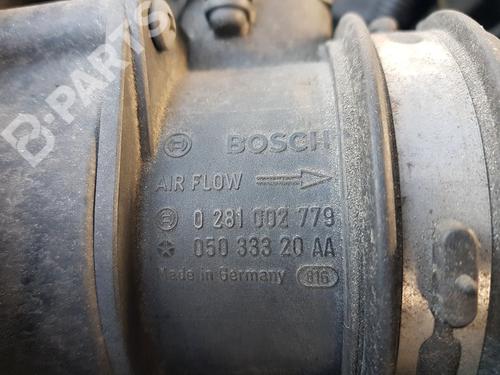 B-PARTS
BOSCH
AIR FLOW
0 281 002 779
050 333 20 AA
Made in Germany 816